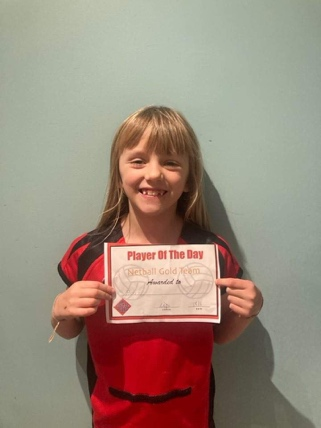 Player Of The Day
Netball Gold Team
Awarded to